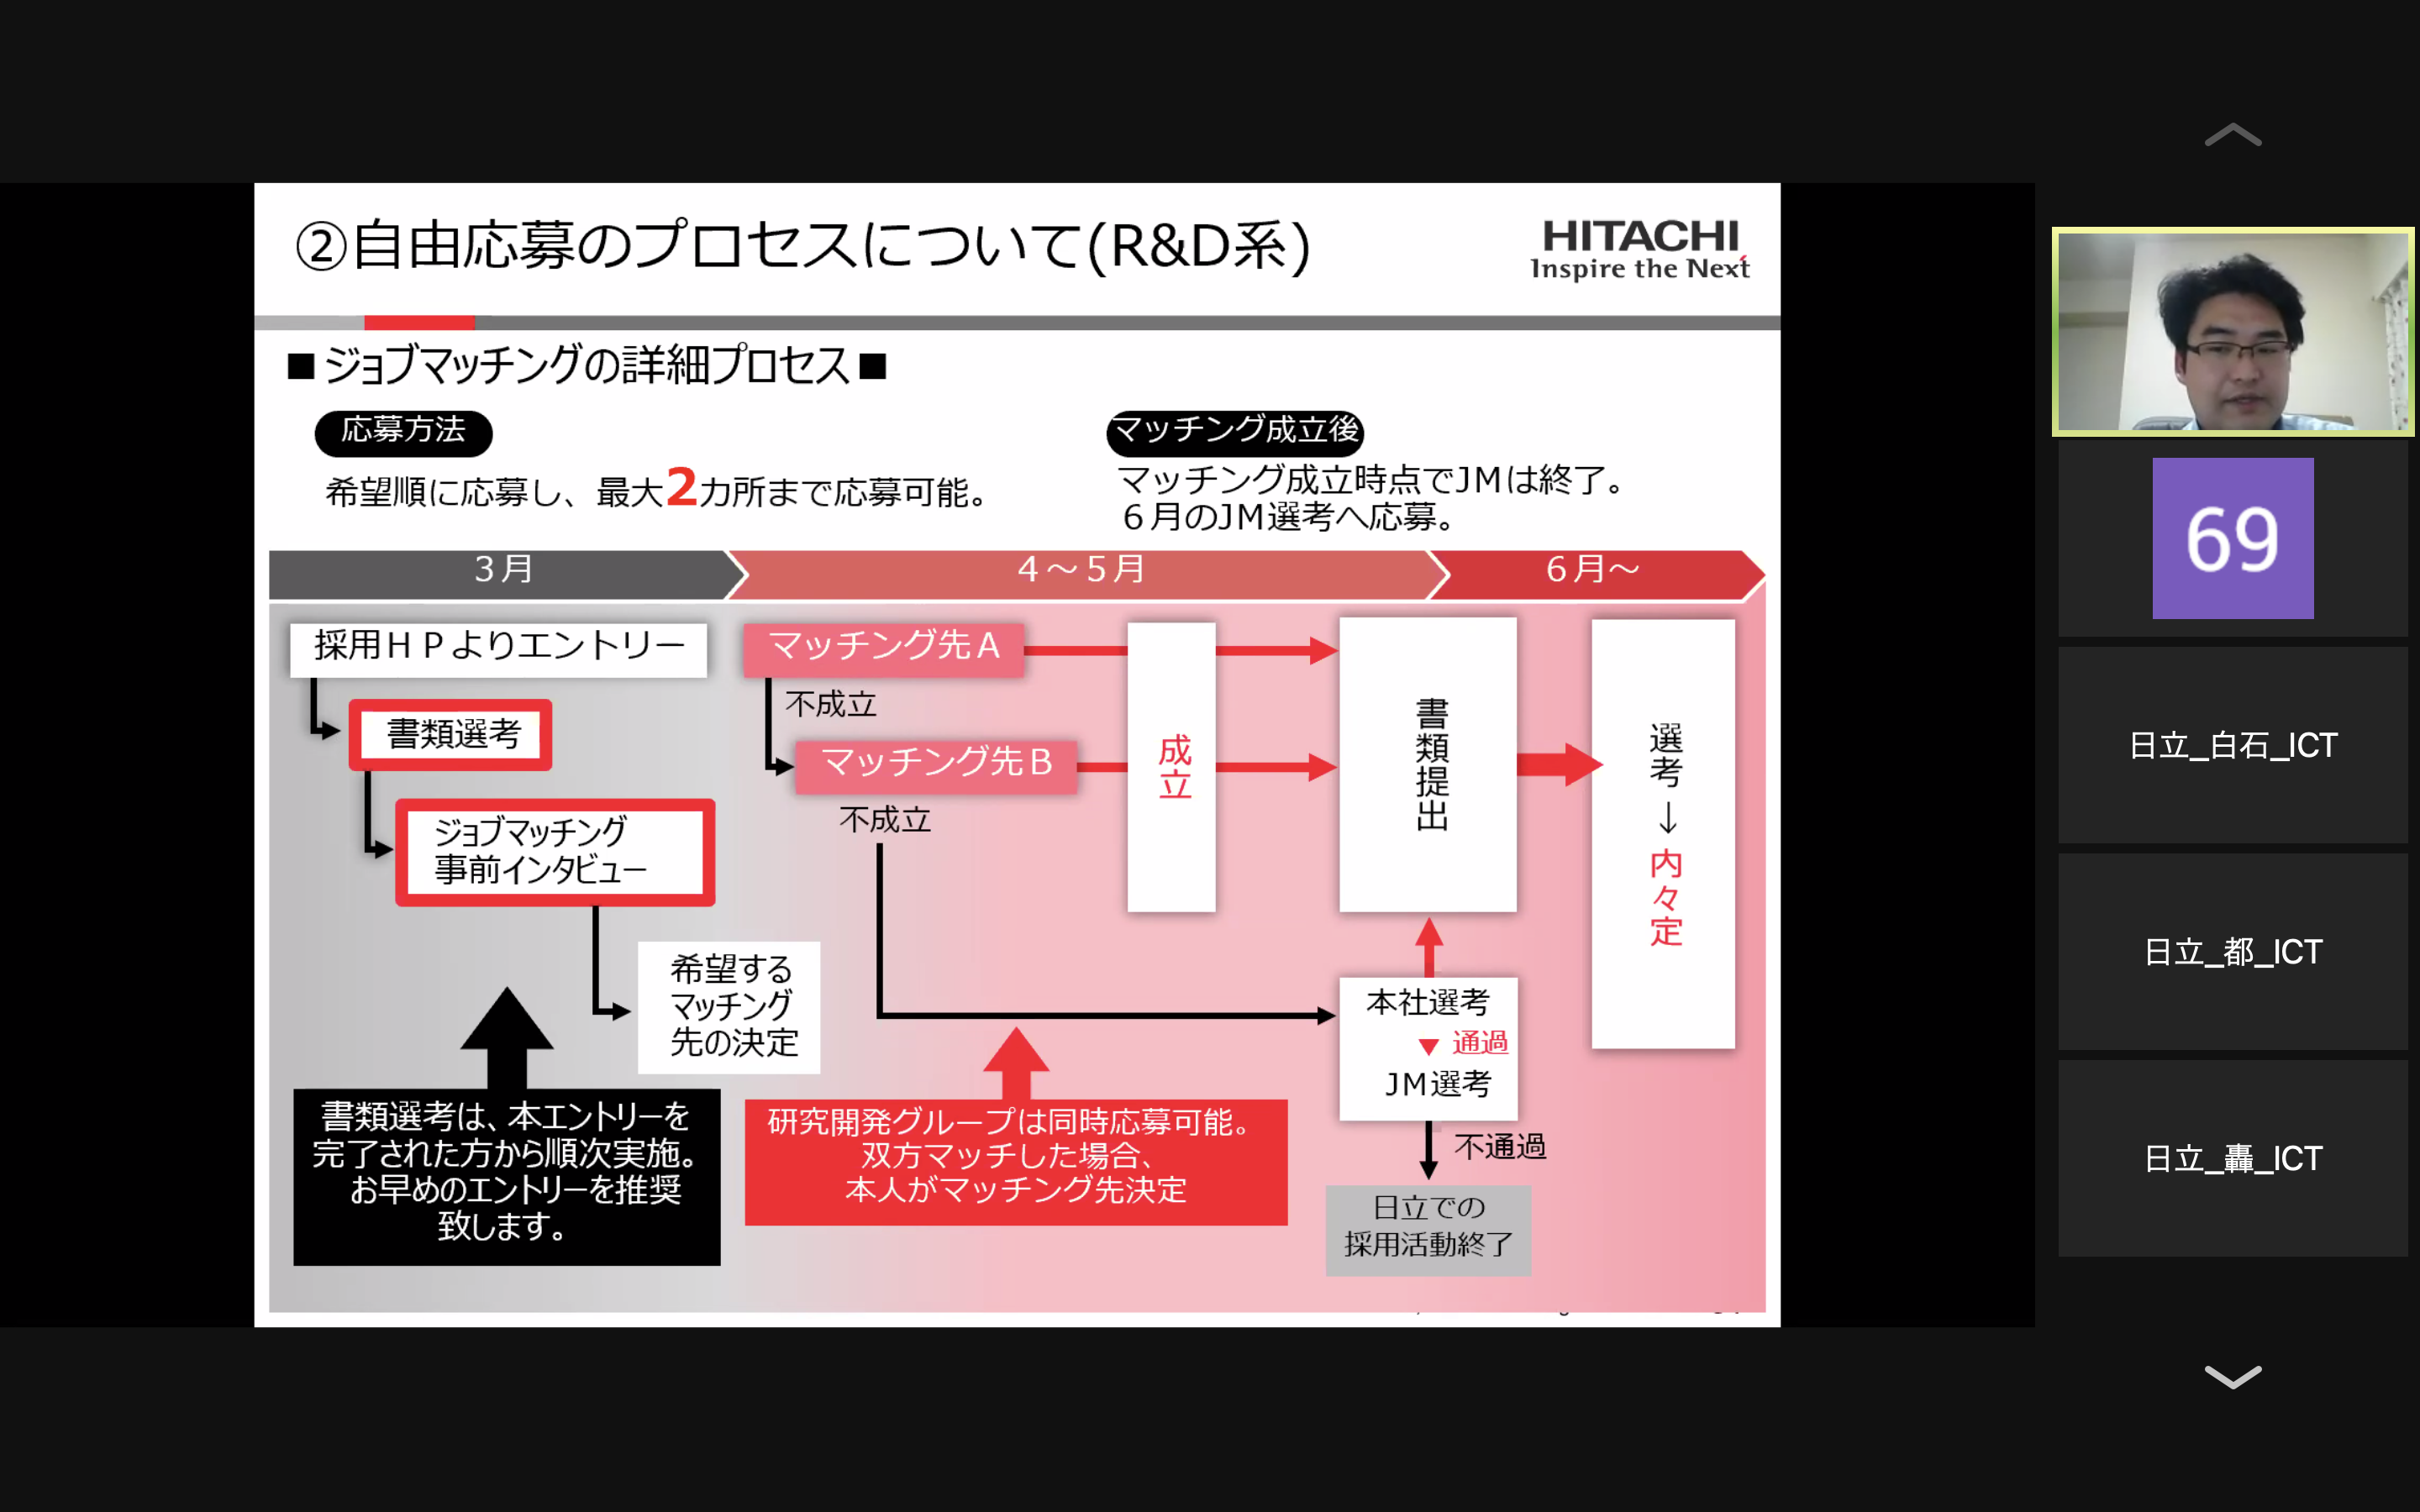 ②自由応募のプロセスについて(R&D系)
HITACHI
Inspire the Next
■ジョブマッチングの詳細プロセス■
応募方法
希望順に応募し、最大2カ所まで応募可能。
マッチング成立後
マッチング成立時点でJMは終了。
６月のJM選考へ応募。
３月
４～５月
６月～
採用ＨＰよりエントリー
書類選考
ジョブマッチング
事前インタビュー
希望する
マッチング
先の決定
書類選考は、本エントリーを
完了された方から順次実施。
お早めのエントリーを推奨
致します。
マッチング先Ａ
不成立
マッチング先Ｂ
不成立
成立
研究開発グループは同時応募可能。
双方マッチした場合、
本人がマッチング先決定
書類提出
本社選考
▼ 通過
JM選考
不通過
日立での
採用活動終了
選考→内々定
69
日立_白石_ICT
日立_都_ICT
日立_轟_ICT